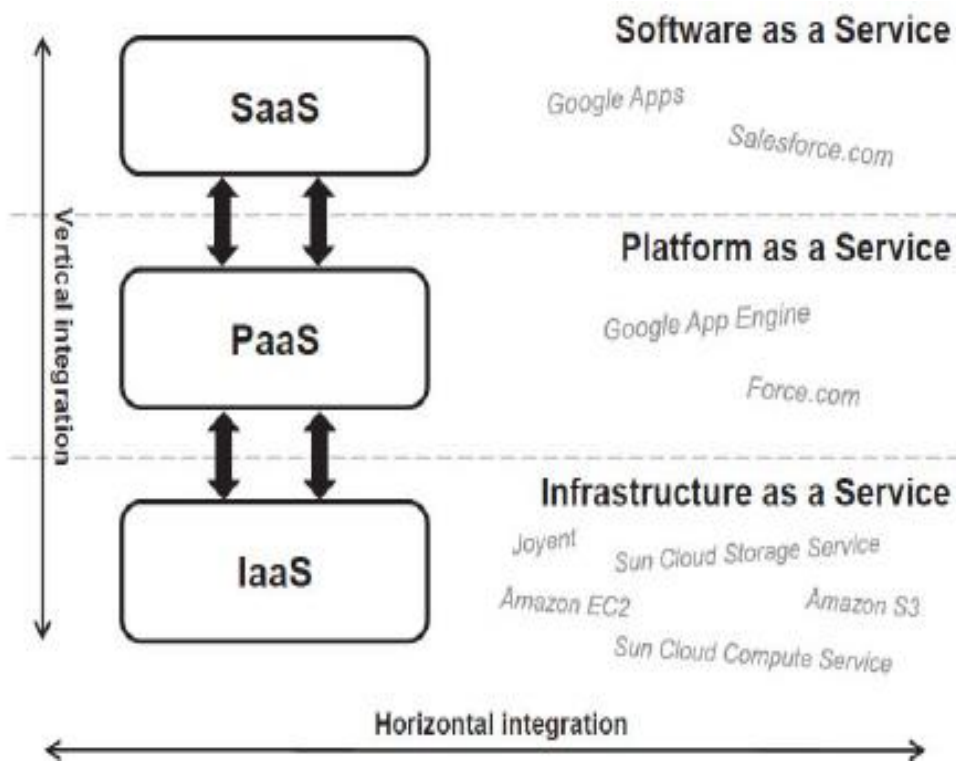 Software as a Service
SaaS
Google Apps
Salesforce.com
Vertical integration
Platform as a Service
PaaS
Google App Engine
Force.com
Infrastructure as a Service
IaaS
Joyent
Sun Cloud Storage Service
Amazon EC2
Amazon S3
Sun Cloud Compute Service
Horizontal integration